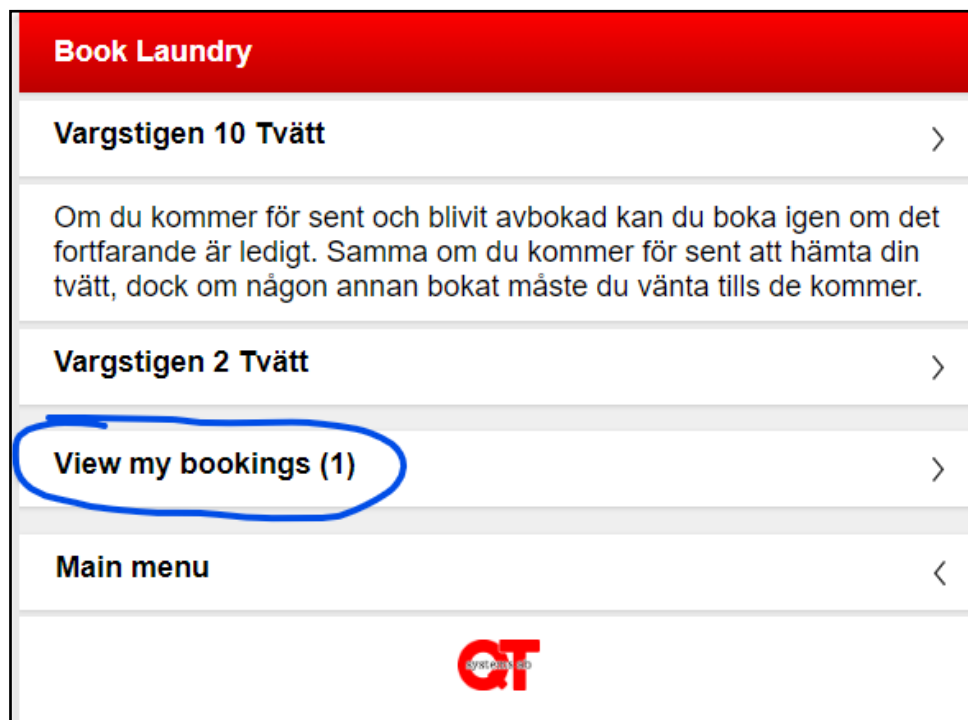 Book Laundry
Vargstigen 10 Tvätt
Om du kommer för sent och blivit avbokad kan du boka igen om det
fortfarande är ledigt. Samma om du kommer för sent att hämta din
tvätt, dock om någon annan bokat måste du vänta tills de kommer.
Vargstigen 2 Tvätt
View my bookings (1)
Main menu
QT
systems ab